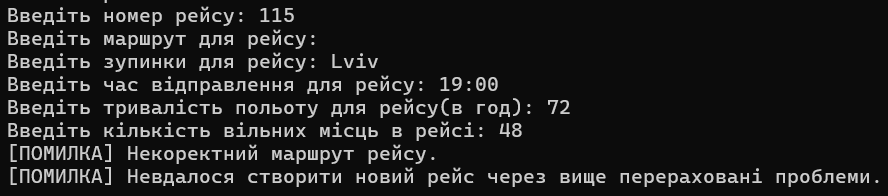 Введіть номер рейсу: 115
Введіть маршрут для рейсу:
Введіть зупинки для рейсу: Lviv
Введіть час відправлення для рейсу: 19:00
Введіть тривалість польоту для рейсу(в год): 72
Введіть кількість вільних місць в рейсі: 48
[ПОМИЛКА] Некоректний маршрут рейсу.
[ПОМИЛКА] Невдалося створити новий рейс через вище перераховані проблеми.